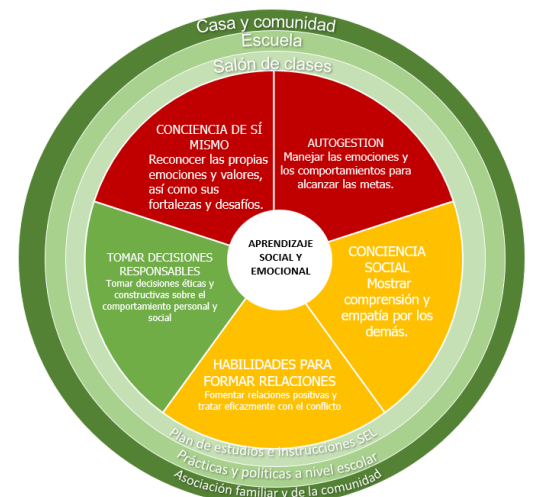 Casa y comunidad
Escuela
Salón de clases
CONCIENCIA DE SÍ
MISMO
Reconocer las propias
emociones y valores,
así como sus
fortalezas y desafíos.
AUTOGESTION
Manejar las emociones y
los comportamientos para
alcanzar las metas.
APRENDIZAJE
SOCIAL Y
EMOCIONAL
TOMAR DECISIONES
RESPONSABLES
Tomar decisiones éticas y
constructivas sobre el
comportamiento personal y
social
CONCIENCIA
SOCIAL
Mostrar
comprensión y
empatía por los
demás.
HABILIDADES PARA
FORMAR RELACIONES
Fomentar relaciones positivas y
tratar eficazmente con el conflicto
Plan de estudios e Instrucciones SEL
Prácticas y políticas a nivel escolar
Asociación familiar y de la comunidad